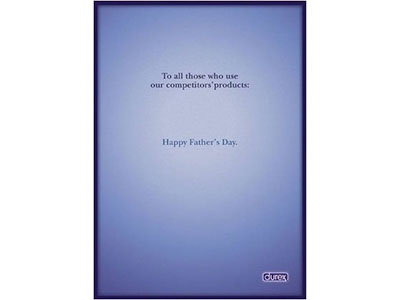 To all those who use
our competitors' products:
Happy Father's Day.
durex